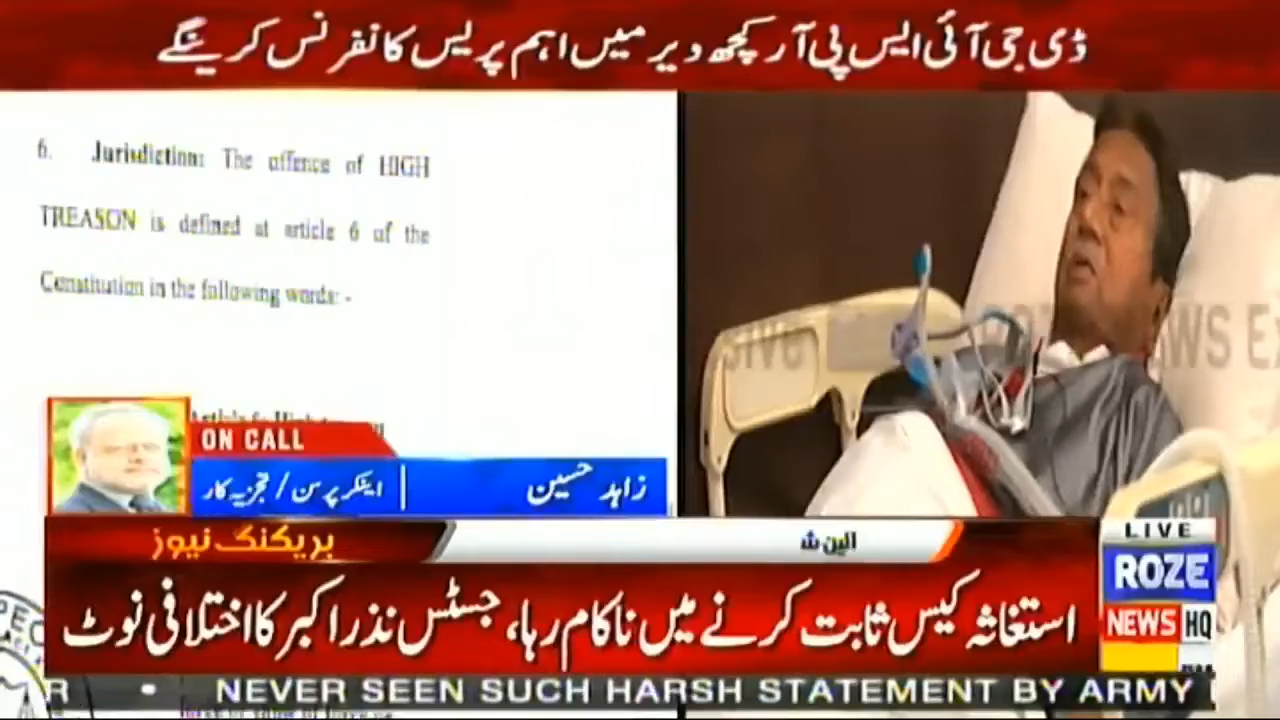 ڈی جی آئی ایس پی آر کچھ دیر میں اہم پریس کانفرنس کرینگے
6. Jurisdiction: The offence of HIGH
TREASON is defined at article 6 of the
Constitution in the following words: -
ON CALL
زاہد حسین
اینکر پرسن / تجزیہ کار
بریکنگ نیوز
استغاثہ کیس ثابت کرنے میں ناکام رہا، جسٹس نذر اکبر کا اختلافی نوٹ
LIVE
ROZE
NEWS HQ
NEVER SEEN SUCH HARSH STATEMENT BY ARMY